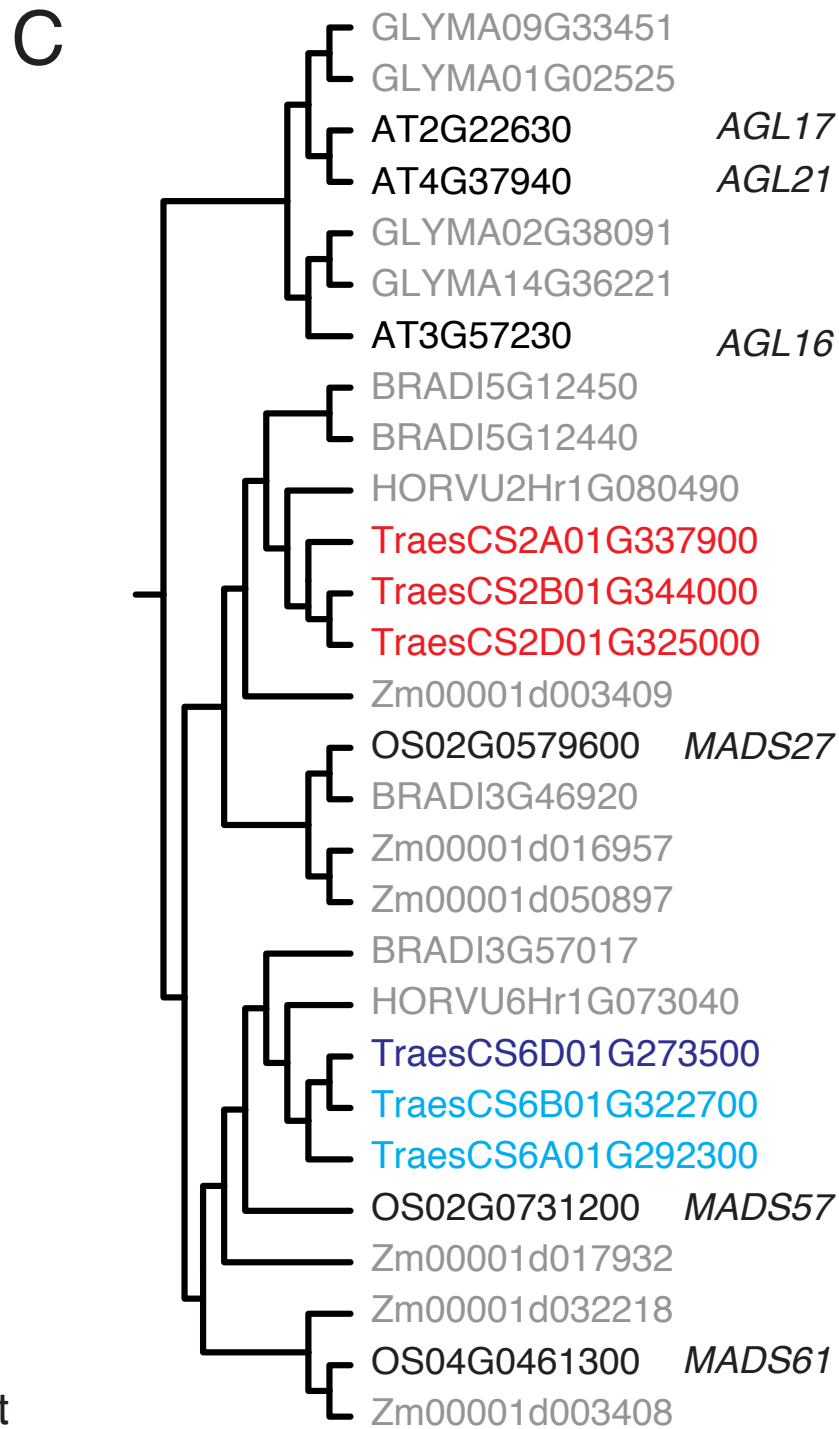 C
GLYMA09G33451
GLYMA01G02525
AT2G22630 AGL17
AT4G37940 AGL21
GLYMA02G38091
GLYMA14G36221
AT3G57230 AGL16
BRADI5G12450
BRADI5G12440
HORVU2Hr1G080490
TraesCS2A01G337900
TraesCS2B01G344000
TraesCS2D01G325000
Zm00001d003409
OS02G0579600 MADS27
BRADI3G46920
Zm00001d016957
Zm00001d050897
BRADI3G57017
HORVU6Hr1G073040
TraesCS6D01G273500
TraesCS6B01G322700
TraesCS6A01G292300
OS02G0731200 MADS57
Zm00001d017932
Zm00001d032218
OS04G0461300 MADS61
Zm00001d003408
t